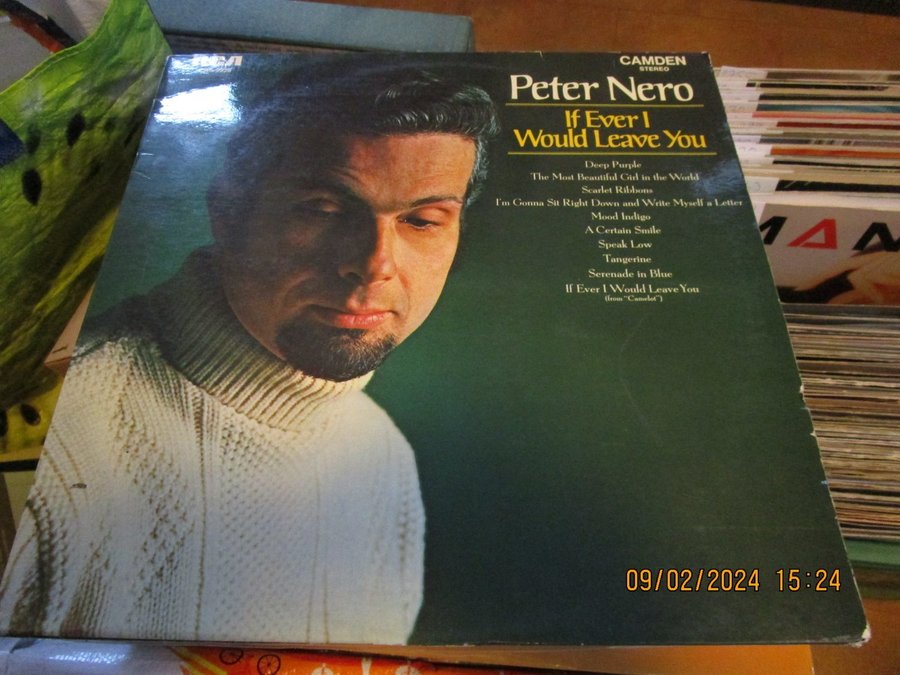 RCA
CAMDEN
STEREO
Peter Nero
If Ever I
Would Leave You
Deep Purple
The Most Beautiful Girl in the World
Scarlet Ribbons
I'm Gonna Sit Right Down and Write Myself a Letter
Mood Indigo
A Certain Smile
Speak Low
Tangerine
Serenade in Blue
If Ever I Would Leave You
(from "Camelot")
MAN
09/02/2024 15:24